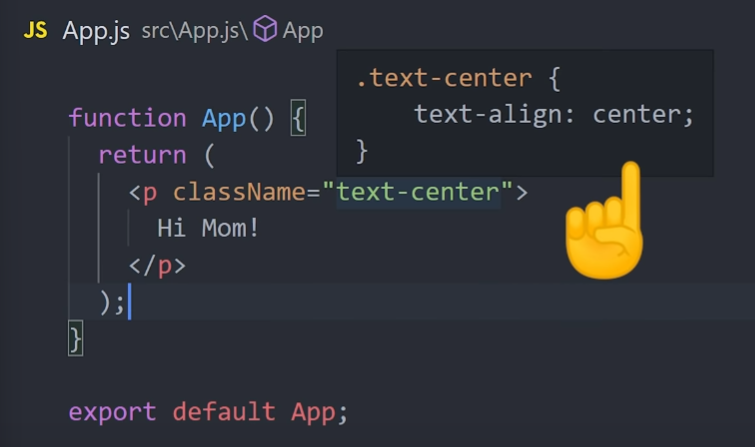 JS App.js src\App.js\ App
.text-center {
    text-align: center;
}
function App() {
  return (
    <p className="text-center">
      Hi Mom!
    </p>
  );
}
export default App;